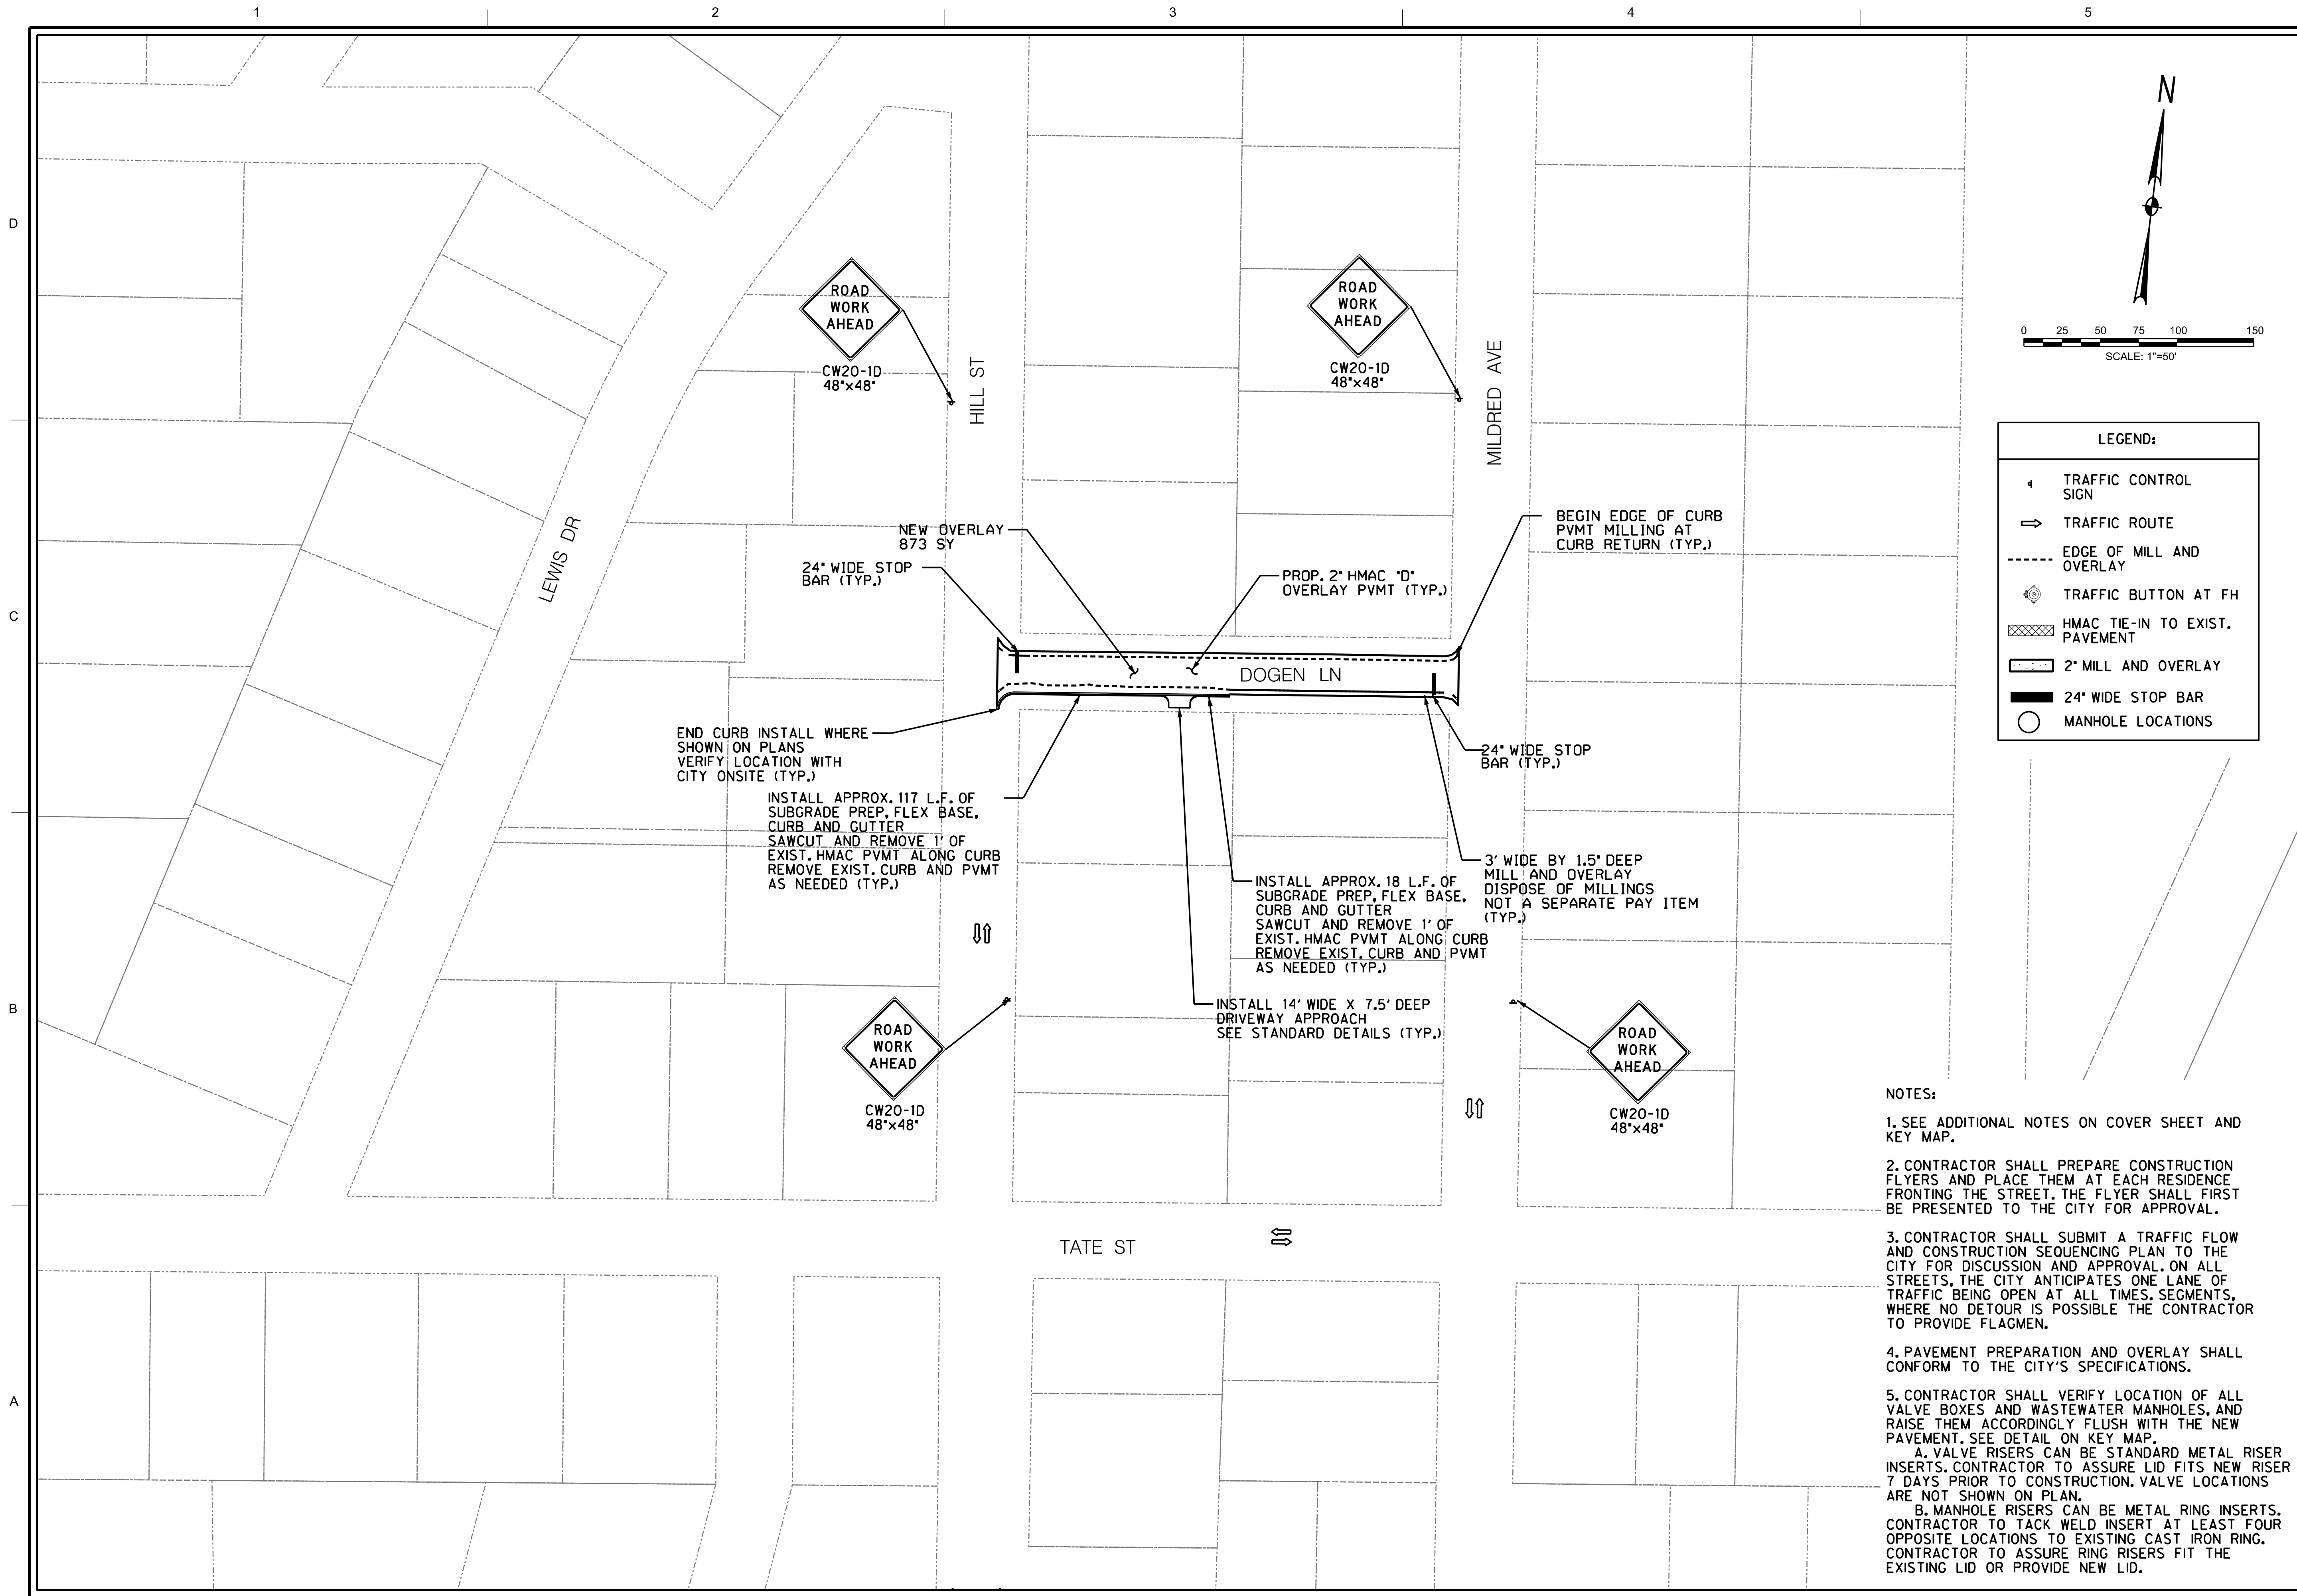 1 2 3 4 5
D
C
B
A
N
0 25 50 75 100 150
SCALE: 1"=50'
ROAD
WORK
AHEAD
CW20-1D
48"x48"
HILL ST
ROAD
WORK
AHEAD
CW20-1D
48"x48"
MILDRED AVE
LEGEND:
TRAFFIC CONTROL
SIGN
TRAFFIC ROUTE
EDGE OF MILL AND
OVERLAY
TRAFFIC BUTTON AT FH
HMAC TIE-IN TO EXIST.
PAVEMENT
2" MILL AND OVERLAY
24" WIDE STOP BAR
MANHOLE LOCATIONS
LEWIS DR
NEW OVERLAY
873 SY
24" WIDE STOP
BAR (TYP.)
PROP. 2" HMAC "D"
OVERLAY PVMT (TYP.)
BEGIN EDGE OF CURB
PVMT MILLING AT
CURB RETURN (TYP.)
DOGEN LN
END CURB INSTALL WHERE
SHOWN ON PLANS
VERIFY LOCATION WITH
CITY ONSITE (TYP.)
24" WIDE STOP
BAR (TYP.)
INSTALL APPROX. 117 L.F. OF
SUBGRADE PREP, FLEX BASE,
CURB AND GUTTER
SAWCUT AND REMOVE 1' OF
EXIST. HMAC PVMT ALONG CURB
REMOVE EXIST. CURB AND PVMT
AS NEEDED (TYP.)
INSTALL APPROX. 18 L.F. OF
SUBGRADE PREP, FLEX BASE,
CURB AND GUTTER
SAWCUT AND REMOVE 1' OF
EXIST. HMAC PVMT ALONG CURB
REMOVE EXIST. CURB AND PVMT
AS NEEDED (TYP.)
3' WIDE BY 1.5" DEEP
MILL AND OVERLAY
DISPOSE OF MILLINGS
NOT A SEPARATE PAY ITEM
(TYP.)
INSTALL 14' WIDE X 7.5' DEEP
DRIVEWAY APPROACH
SEE STANDARD DETAILS (TYP.)
ROAD
WORK
AHEAD
CW20-1D
48"x48"
ROAD
WORK
AHEAD
CW20-1D
48"x48"
TATE ST
NOTES:
1. SEE ADDITIONAL NOTES ON COVER SHEET AND
KEY MAP.
2. CONTRACTOR SHALL PREPARE CONSTRUCTION
FLYERS AND PLACE THEM AT EACH RESIDENCE
FRONTING THE STREET. THE FLYER SHALL FIRST
BE PRESENTED TO THE CITY FOR APPROVAL.
3. CONTRACTOR SHALL SUBMIT A TRAFFIC FLOW
AND CONSTRUCTION SEQUENCING PLAN TO THE
CITY FOR DISCUSSION AND APPROVAL. ON ALL
STREETS, THE CITY ANTICIPATES ONE LANE OF
TRAFFIC BEING OPEN AT ALL TIMES. SEGMENTS,
WHERE NO DETOUR IS POSSIBLE THE CONTRACTOR
TO PROVIDE FLAGMEN.
4. PAVEMENT PREPARATION AND OVERLAY SHALL
CONFORM TO THE CITY'S SPECIFICATIONS.
5. CONTRACTOR SHALL VERIFY LOCATION OF ALL
VALVE BOXES AND WASTEWATER MANHOLES, AND
RAISE THEM ACCORDINGLY FLUSH WITH THE NEW
PAVEMENT. SEE DETAIL ON KEY MAP.
A. VALVE RISERS CAN BE STANDARD METAL RISER
INSERTS. CONTRACTOR TO ASSURE LID FITS NEW RISER
7 DAYS PRIOR TO CONSTRUCTION. VALVE LOCATIONS
ARE NOT SHOWN ON PLAN.
B. MANHOLE RISERS CAN BE METAL RING INSERTS.
CONTRACTOR TO TACK WELD INSERT AT LEAST FOUR
OPPOSITE LOCATIONS TO EXISTING CAST IRON RING.
CONTRACTOR TO ASSURE RING RISERS FIT THE
EXISTING LID OR PROVIDE NEW LID.